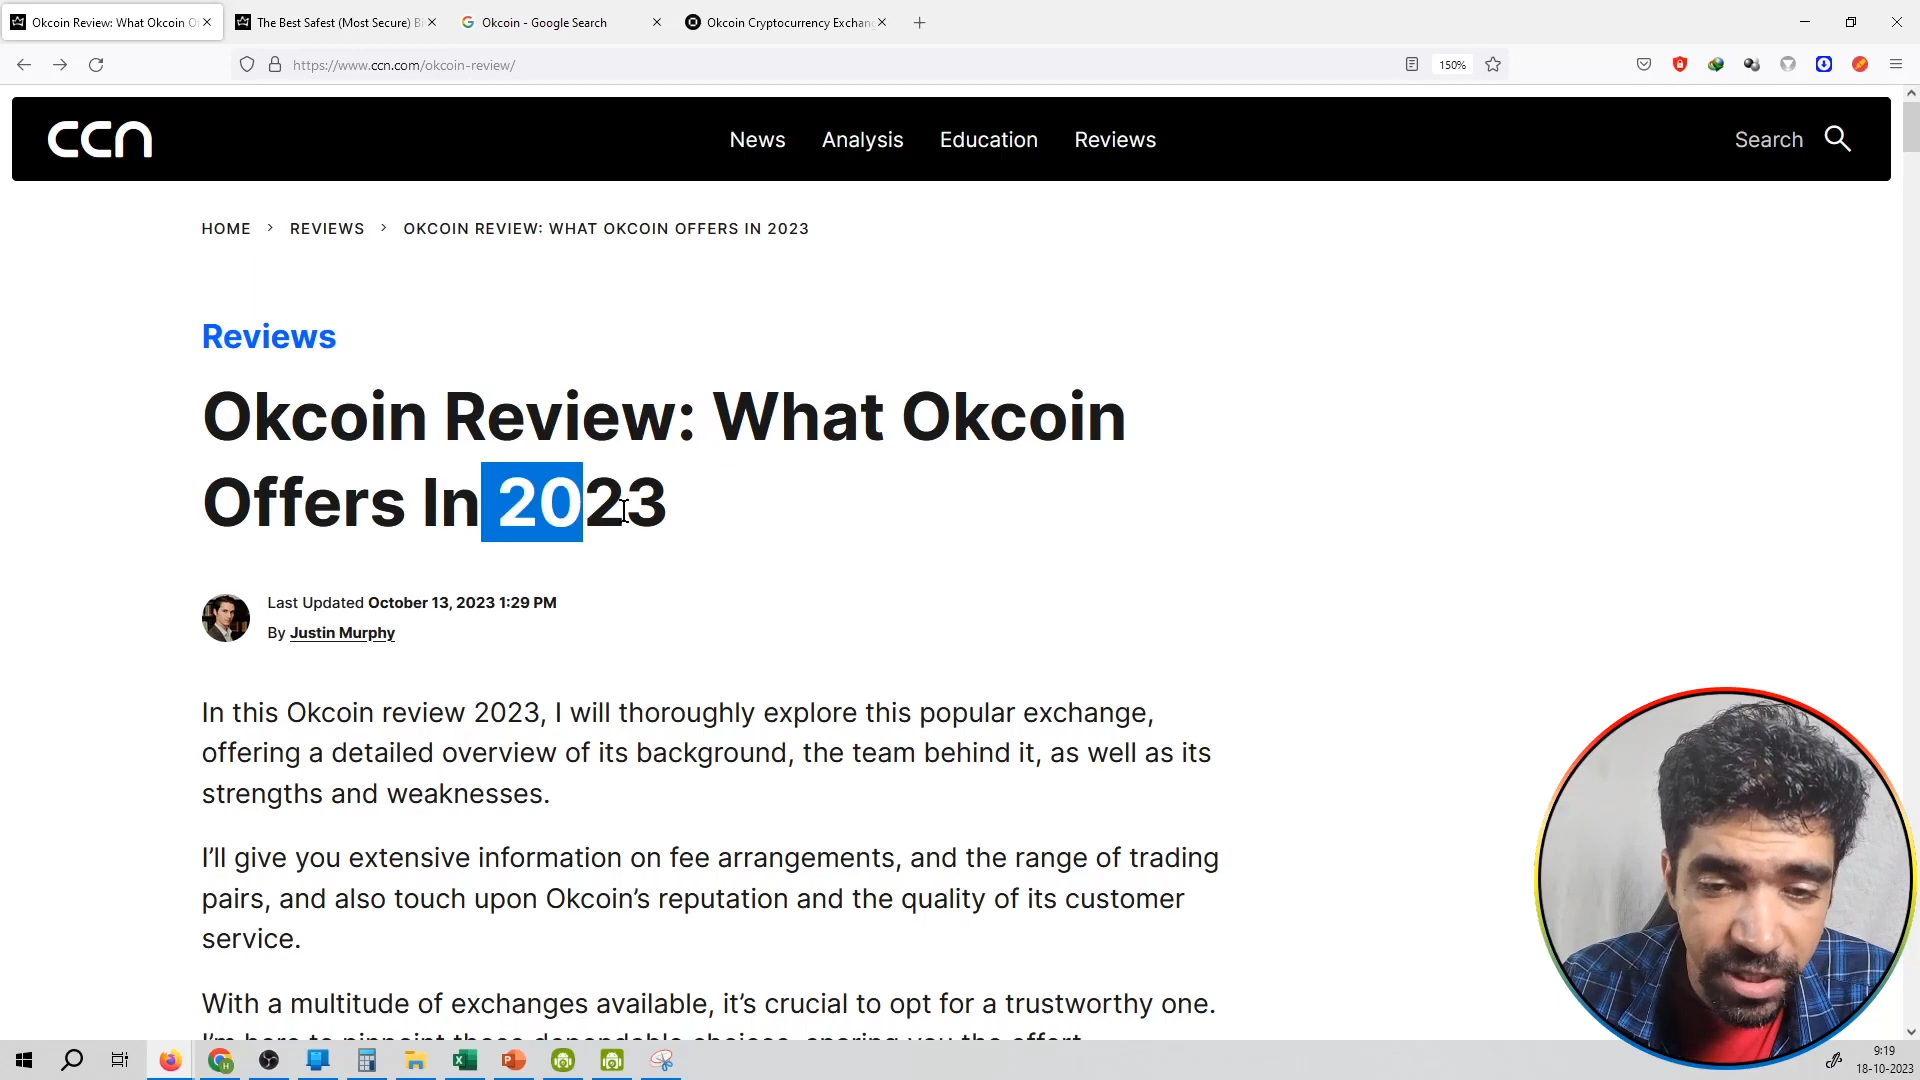 Okcoin Review: What Okcoin O
The Best Safest (Most Secure) Bi
Okcoin - Google Search
Okcoin Cryptocurrency Exchan
https://www.ccn.com/okcoin-review/
150%
ccn
News
Analysis
Education
Reviews
Search
HOME > REVIEWS > OKCOIN REVIEW: WHAT OKCOIN OFFERS IN 2023
Reviews
Okcoin Review: What Okcoin
Offers In 2023
Last Updated October 13, 2023 1:29 PM
By Justin Murphy
In this Okcoin review 2023, I will thoroughly explore this popular exchange,
offering a detailed overview of its background, the team behind it, as well as its
strengths and weaknesses.
I’ll give you extensive information on fee arrangements, and the range of trading
pairs, and also touch upon Okcoin’s reputation and the quality of its customer
service.
With a multitude of exchanges available, it’s crucial to opt for a trustworthy one.
I'm here to pinpoint these dependable choices, sparing you the effort
9:19
18-10-2023